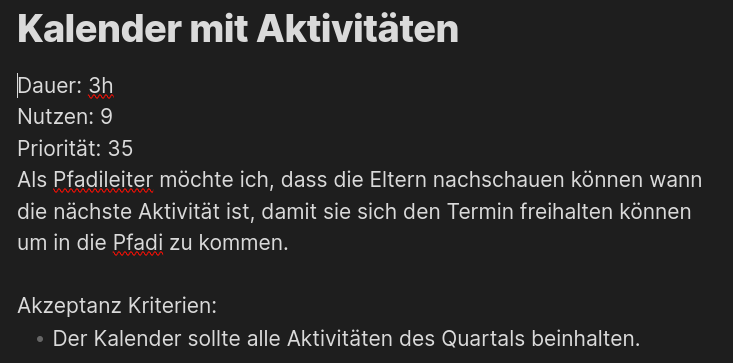 Kalender mit Aktivitäten
Dauer: 3h
Nutzen: 9
Priorität: 35
Als Pfadileiter möchte ich, dass die Eltern nachschauen können wann
die nächste Aktivität ist, damit sie sich den Termin freihalten können
um in die Pfadi zu kommen.
Akzeptanz Kriterien:
• Der Kalender sollte alle Aktivitäten des Quartals beinhalten.